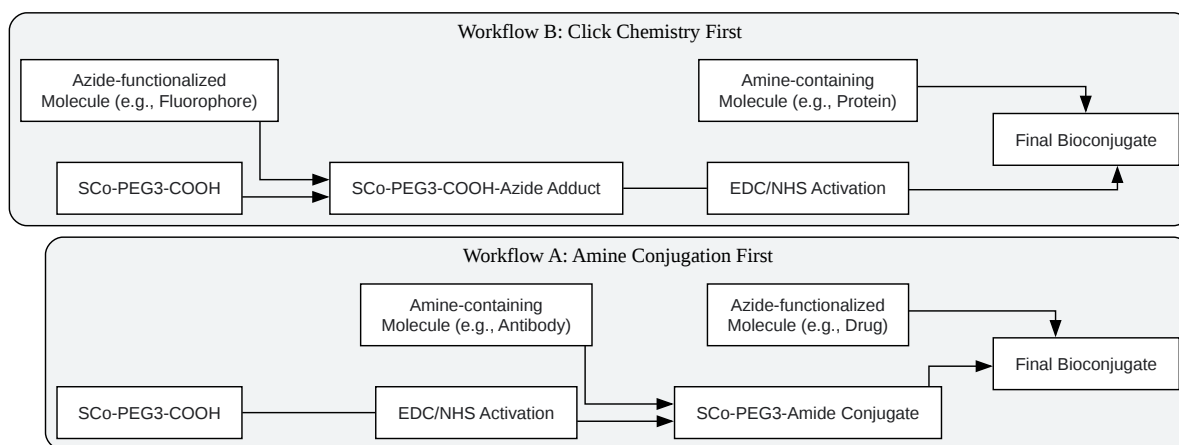 Workflow B: Click Chemistry First
Azide-functionalized
Molecule (e.g., Fluorophore)
Amine-containing
Molecule (e.g., Protein)
Final Bioconjugate
SCo-PEG3-COOH
SCo-PEG3-COOH-Azide Adduct
EDC/NHS Activation
Workflow A: Amine Conjugation First
Amine-containing
Molecule (e.g., Antibody)
Azide-functionalized
Molecule (e.g., Drug)
Final Bioconjugate
SCo-PEG3-COOH
EDC/NHS Activation
SCo-PEG3-Amide Conjugate